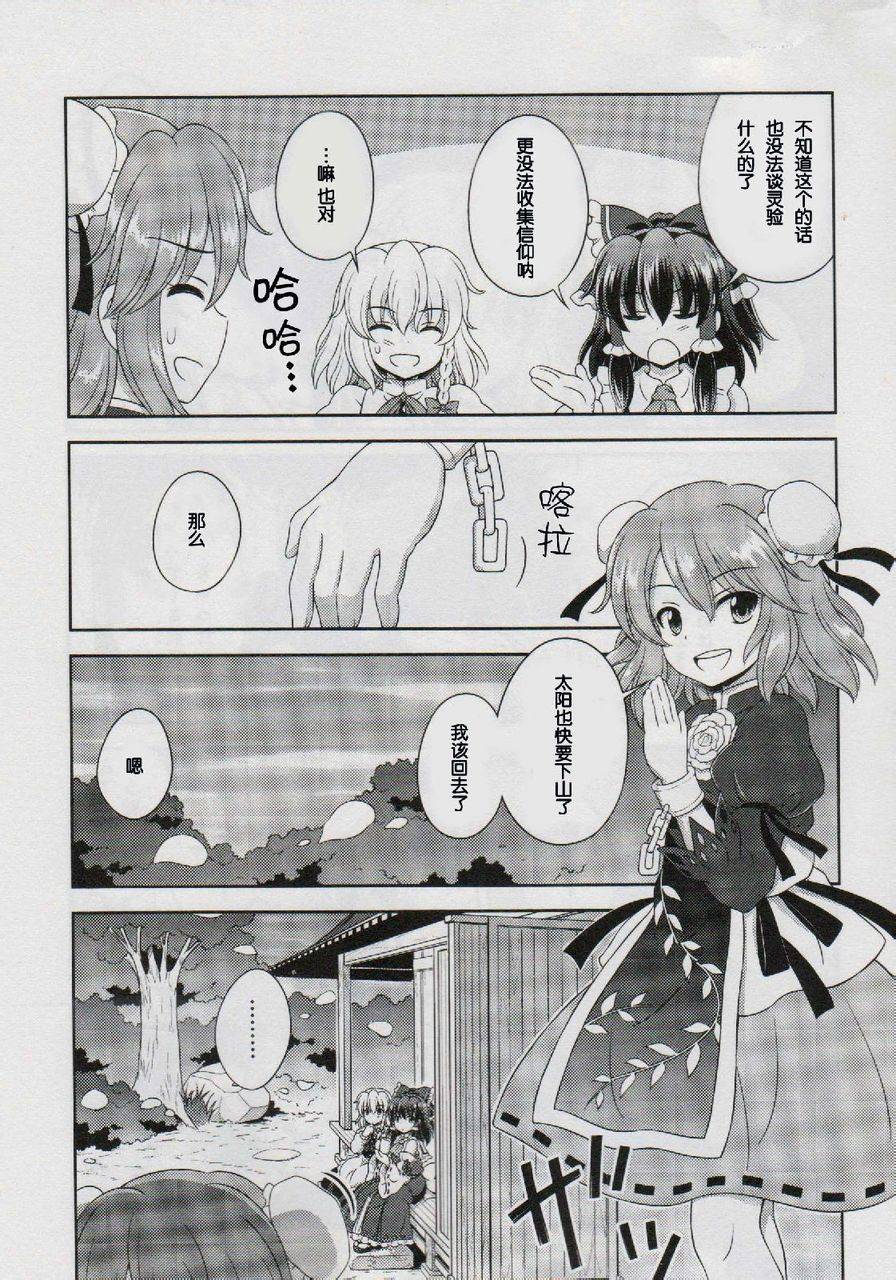 不知道这个的话
也没法谈灵验
什么的了
更没法收集信仰呐
…嘛也对
哈哈…
那么
喀拉
太阳也快要下山了
我该回去了
嗯
………
ザッ